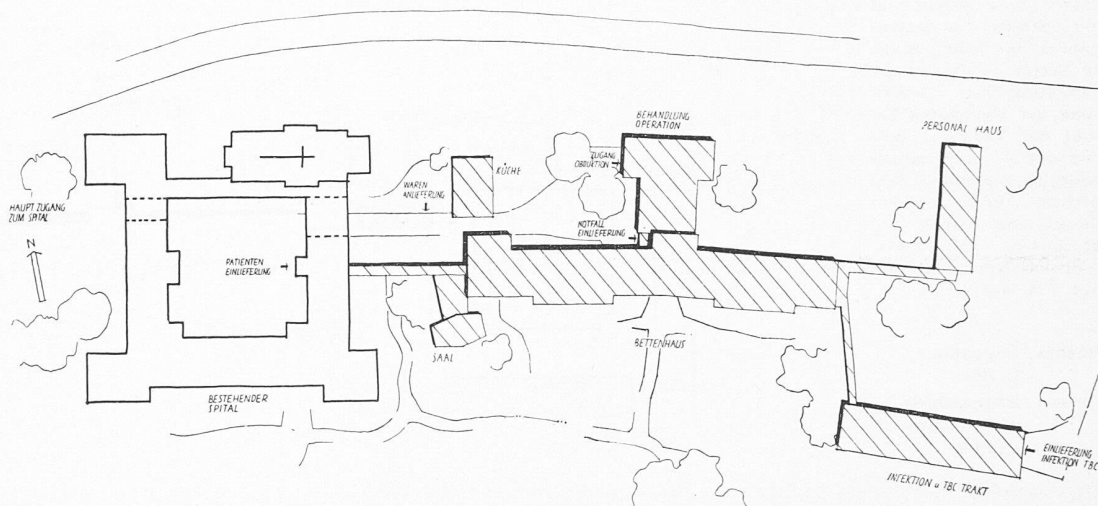 BEHANDLUNG
OPERATION
PERSONAL HAUS
ZUGANG
OBDUKTION
KÜCHE
WAREN
ANLIEFERUNG
HAUPT ZUGANG
ZUM SPITAL
NOTFALL
EINLIEFERUNG
N
PATIENTEN
EINLIEFERUNG
SAAL
BETTENHAUS
BESTEHENDER
SPITAL
EINLIEFERUNG
INFEKTION TBC
INFEKTION u TBC TRAKT